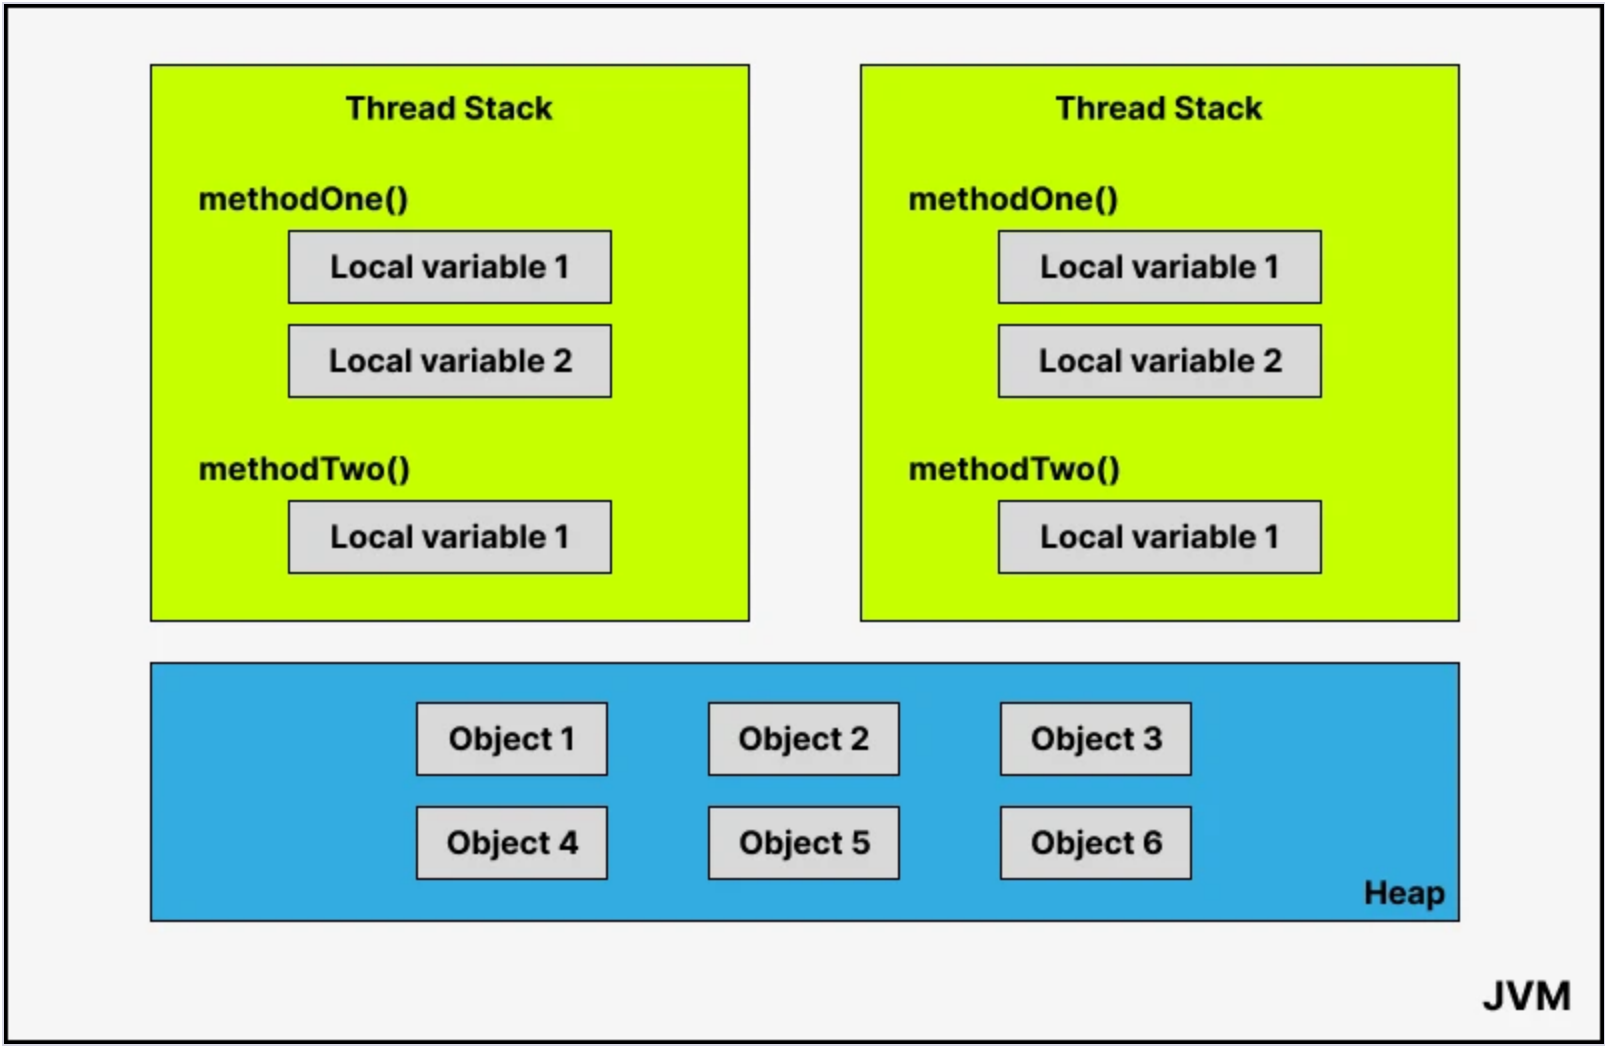 Thread Stack
methodOne()
Local variable 1
Local variable 2
methodTwo()
Local variable 1
Thread Stack
methodOne()
Local variable 1
Local variable 2
methodTwo()
Local variable 1
Object 1
Object 2
Object 3
Object 4
Object 5
Object 6
Heap
JVM